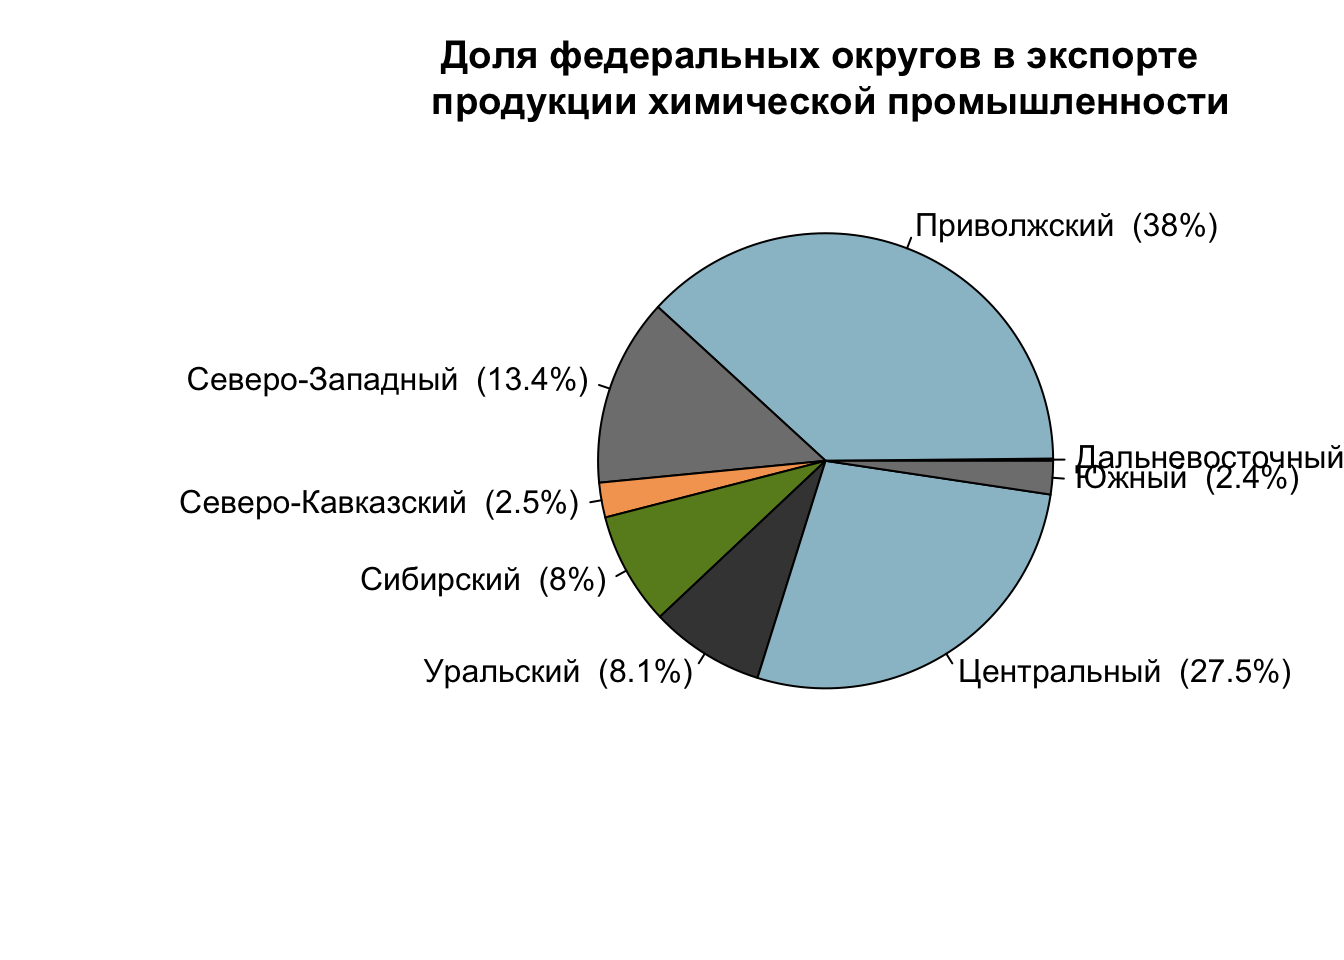 Доля федеральных округов в экспорте
продукции химической промышленности
Приволжский (38%)
Северо-Западный (13.4%)
Дальневосточный
Южный (2.4%)
Северо-Кавказский (2.5%)
Сибирский (8%)
Уральский (8.1%)
Центральный (27.5%)